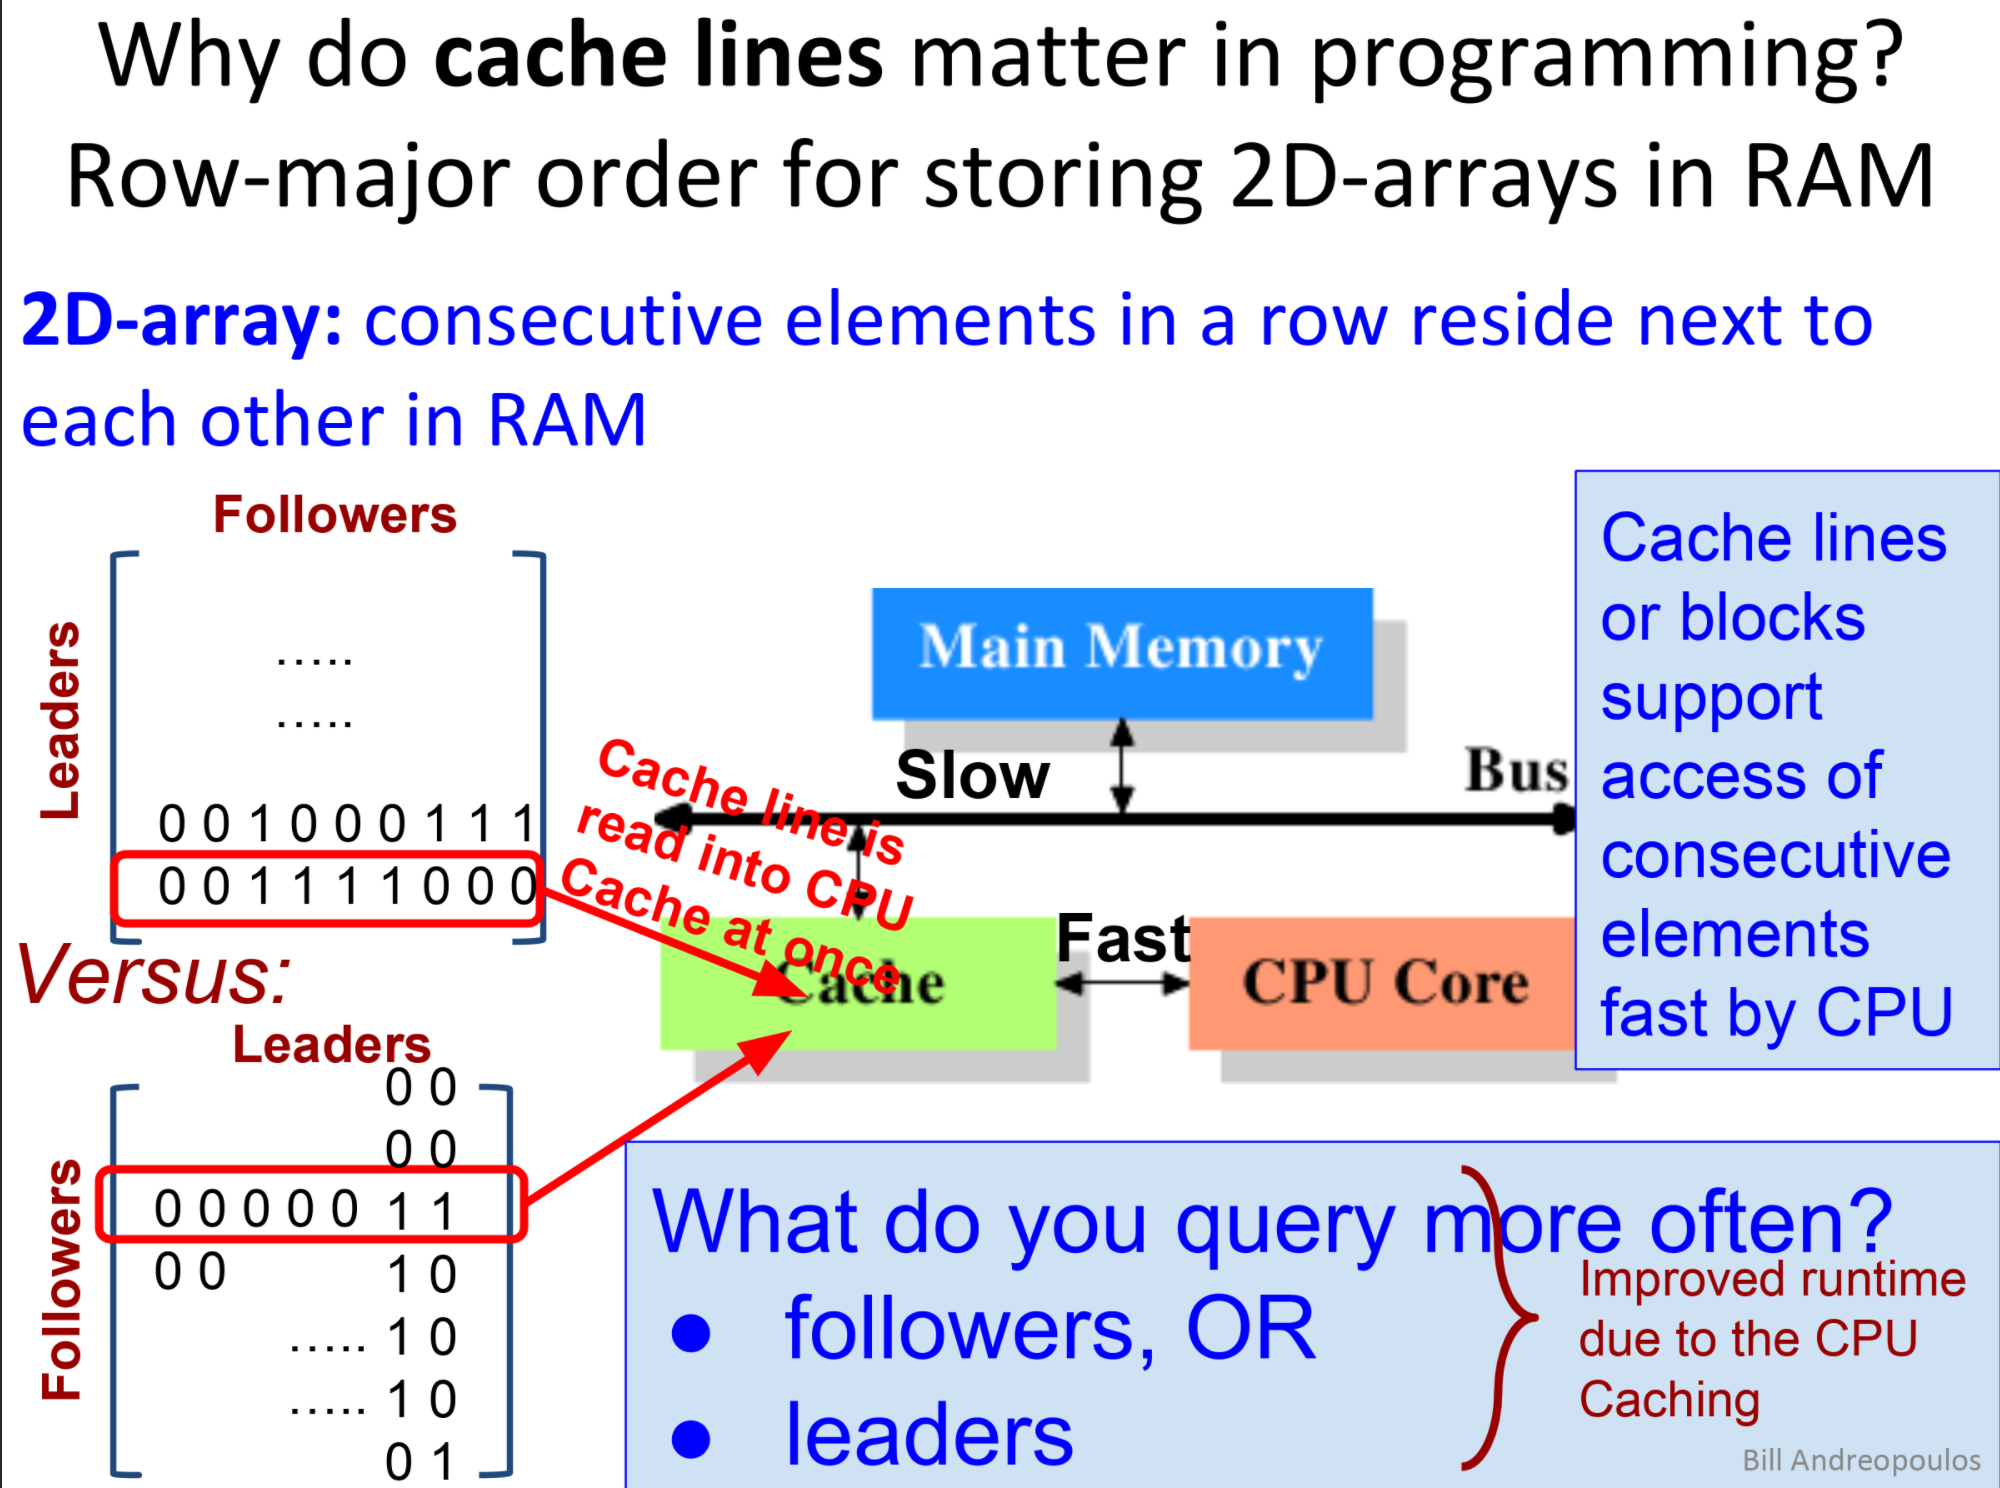 Why do cache lines matter in programming?
Row-major order for storing 2D-arrays in RAM
2D-array: consecutive elements in a row reside next to
each other in RAM
Followers
Leaders
.....
.....
0 0 1 0 0 0 1 1 1
0 0 1 1 1 1 0 0 0
Versus:
Leaders
Followers
0 0
0 0
0 0 0 0 0 1 1
0 0 1 0
..... 1 0
..... 1 0
0 1
Main Memory
Slow
Bus
Cache line is
read into CPU
Cache at once
Cache
Fast
CPU Core
Cache lines
or blocks
support
access of
consecutive
elements
fast by CPU
What do you query more often?
● followers, OR
● leaders
Improved runtime
due to the CPU
Caching
Bill Andreopoulos